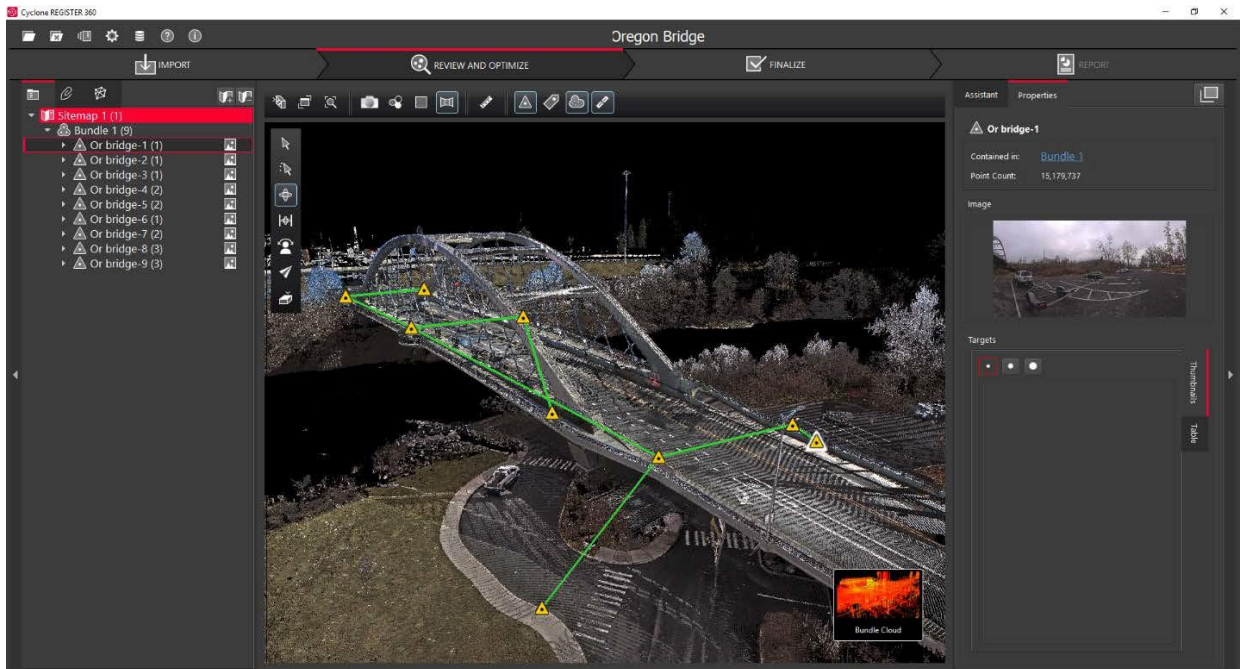 Cyclone REGISTER 360
Oregon Bridge
IMPORT
REVIEW AND OPTIMIZE
FINALIZE
REPORT
Sitemap 1 (1)
Bundle 1 (9)
Or bridge-1 (1)
Or bridge-2 (1)
Or bridge-3 (1)
Or bridge-4 (2)
Or bridge-5 (2)
Or bridge-6 (1)
Or bridge-7 (2)
Or bridge-8 (3)
Or bridge-9 (3)
Bundle Cloud
Assistant Properties
Or bridge-1
Contained in: Bundle 1
Point Count: 15,179,737
Image
Targets
Thumbnails
Table